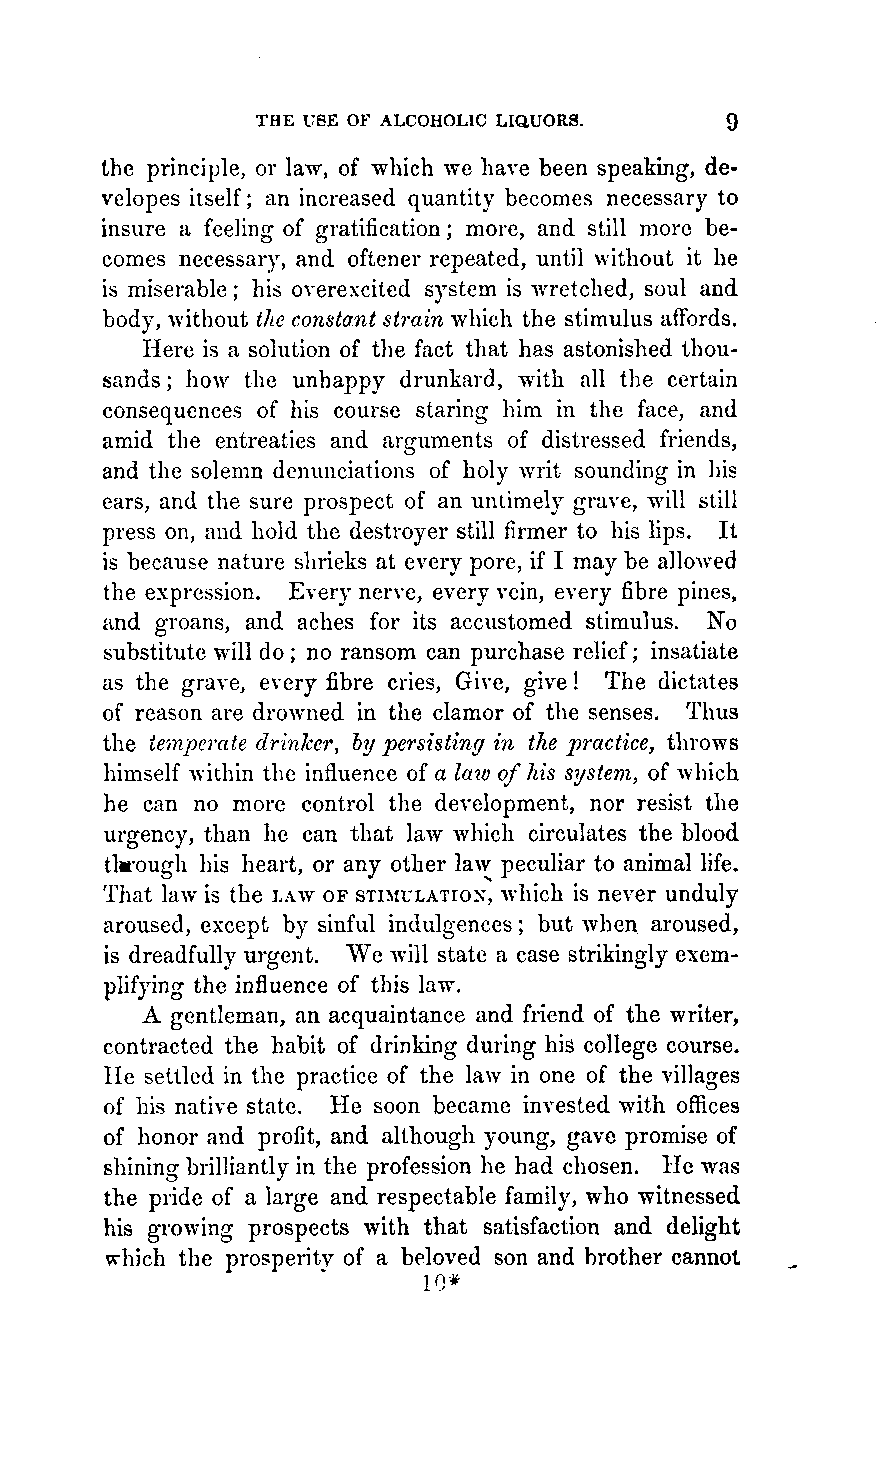 THE USE OF ALCOHOLIC LIQUORS. 9
the principle, or law, of which we have been speaking, de-
velopes itself; an increased quantity becomes necessary to
insure a feeling of gratification; more, and still more be-
comes necessary, and oftener repeated, until without it he
is miserable; his overexcited system is wretched, soul and
body, without the constant strain which the stimulus affords.
Here is a solution of the fact that has astonished thou-
sands; how the unhappy drunkard, with all the certain
consequences of his course staring him in the face, and
amid the entreaties and arguments of distressed friends,
and the solemn denunciations of holy writ sounding in his
ears, and the sure prospect of an untimely grave, will still
press on, and hold the destroyer still firmer to his lips. It
is because nature shrieks at every pore, if I may be allowed
the expression. Every nerve, every vein, every fibre pines,
and groans, and aches for its accustomed stimulus. No
substitute will do; no ransom can purchase relief; insatiate
as the grave, every fibre cries, Give, give! The dictates
of reason are drowned in the clamor of the senses. Thus
the temperate drinker, by persisting in the practice, throws
himself within the influence of a law of his system, of which
he can no more control the development, nor resist the
urgency, than he can that law which circulates the blood
through his heart, or any other law peculiar to animal life.
That law is the LAW OF STIMULATION, which is never unduly
aroused, except by sinful indulgences; but when aroused,
is dreadfully urgent. We will state a case strikingly exem-
plifying the influence of this law.
A gentleman, an acquaintance and friend of the writer,
contracted the habit of drinking during his college course.
He settled in the practice of the law in one of the villages
of his native state. He soon became invested with offices
of honor and profit, and although young, gave promise of
shining brilliantly in the profession he had chosen. He was
the pride of a large and respectable family, who witnessed
his growing prospects with that satisfaction and delight
which the prosperity of a beloved son and brother cannot
10*